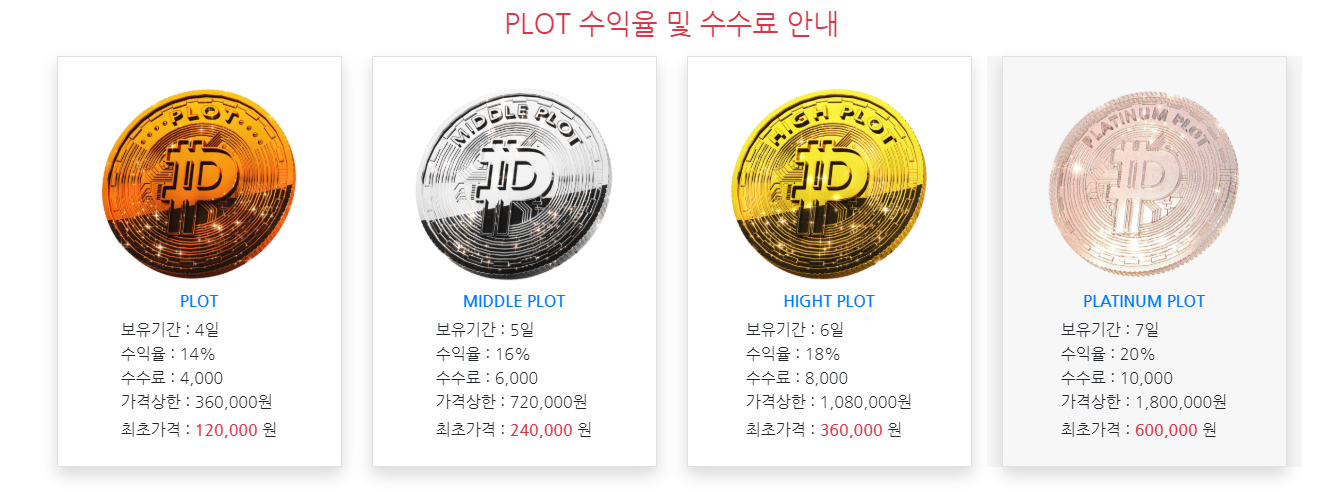 PLOT 수익율 및 수수료 안내
PLOT
MIDDLE PLOT
HIGH PLOT
PLATINUM PLOT
PLOT
보유기간 : 4일
수익율 : 14%
수수료 : 4,000
가격상한 : 360,000원
최초가격 : 120,000 원
MIDDLE PLOT
보유기간 : 5일
수익율 : 16%
수수료 : 6,000
가격상한 : 720,000원
최초가격 : 240,000 원
HIGHT PLOT
보유기간 : 6일
수익율 : 18%
수수료 : 8,000
가격상한 : 1,080,000원
최초가격 : 360,000 원
PLATINUM PLOT
보유기간 : 7일
수익율 : 20%
수수료 : 10,000
가격상한 : 1,800,000원
최초가격 : 600,000 원